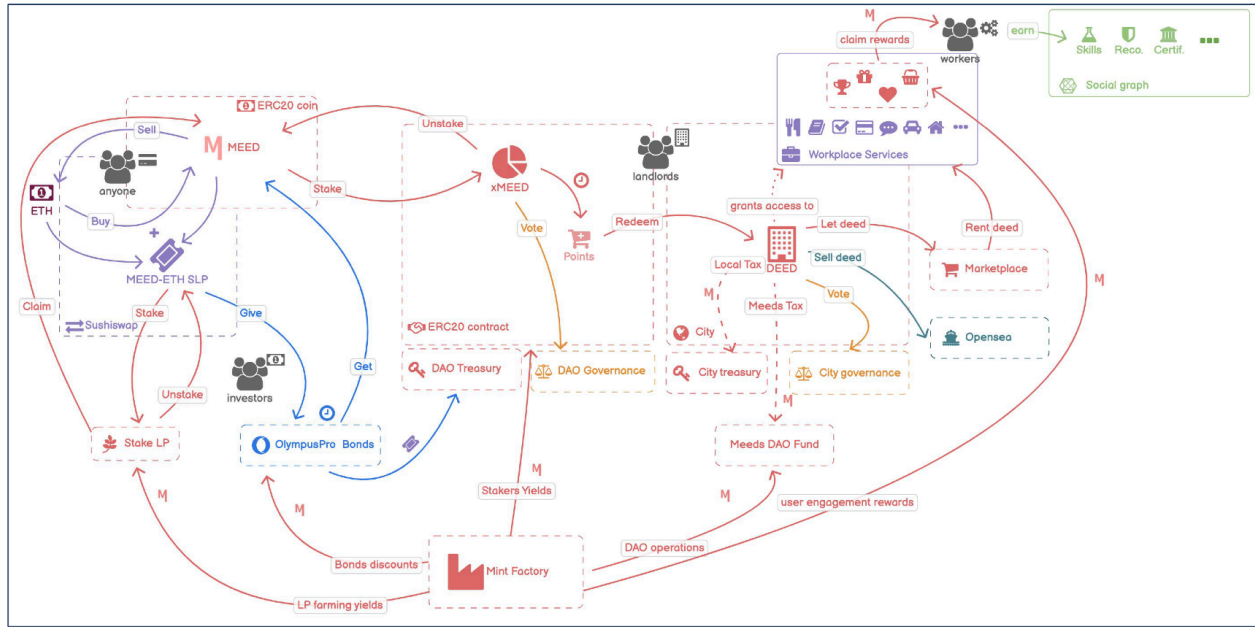 claim rewards
workers
earn
Skills
Reco.
Certif.
Social graph
ERC20 coin
Sell
MEED
anyone
ETH
Buy
MEED-ETH SLP
Sushiswap
Unstake
Stake
xMEED
Vote
Points
ERC20 contract
landlords
Redeem
Workplace Services
grants access to
DEED
Let deed
Rent deed
Marketplace
Sell deed
Local Tax
Meeds Tax
Vote
City
Opensea
Claim
Stake
Give
Unstake
Get
investors
DAO Treasury
DAO Governance
City treasury
City governance
Stake LP
OlympusPro Bonds
Meeds DAO Fund
Stakers Yields
user engagement rewards
DAO operations
Bonds discounts
Mint Factory
LP farming yields